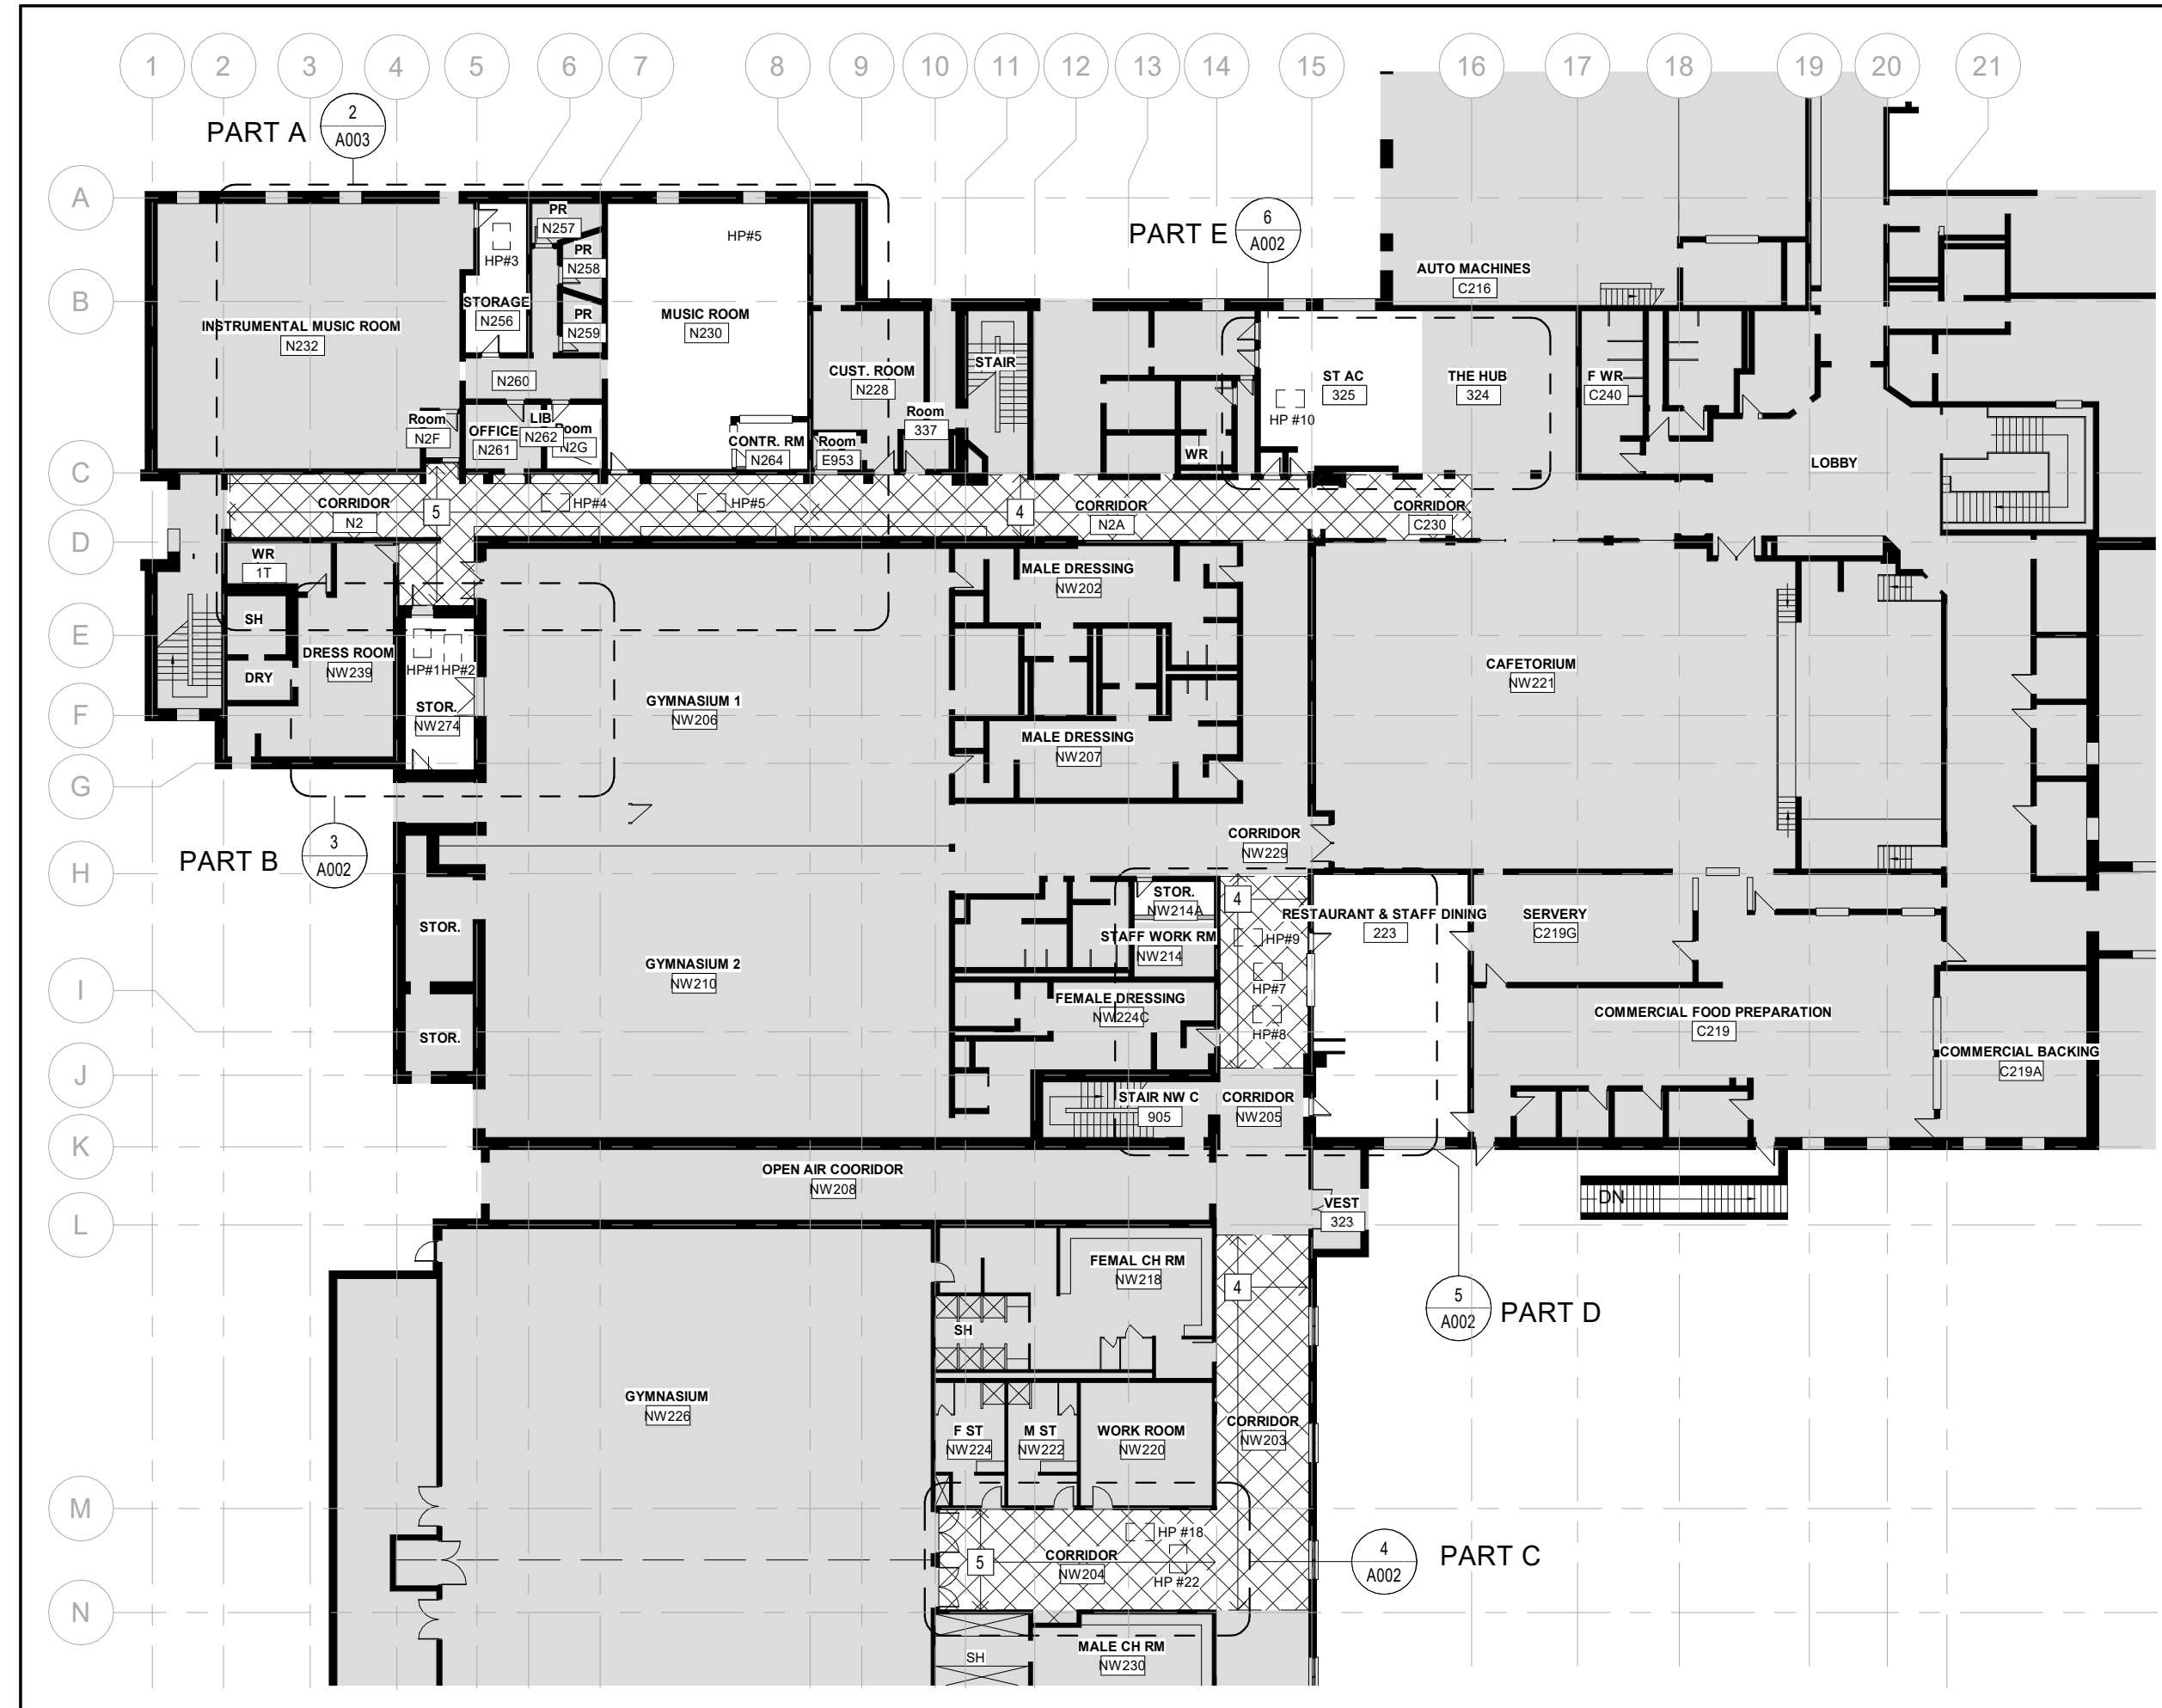 1 2 3 4 5 6 7 8 9 10 11 12 13 14 15 16 17 18 19 20 21
PART A
2
A003
A
PART E
6
A002
PR
N257
HP#3
PR
N258
HP#5
AUTO MACHINES
C216
B
STORAGE
N256
PR
N259
MUSIC ROOM
N230
INSTRUMENTAL MUSIC ROOM
N232
STAIR
CUST. ROOM
N228
N260
ST AC
325
THE HUB
324
F WR
C240
HP #10
Room
N2F
OFFICE
N261
LIB
N262
Room
N2G
CONTR. RM
N264
Room
E953
Room
337
WR
LOBBY
C
CORRIDOR
N2
5
HP#4
HP#5
4
CORRIDOR
N2A
CORRIDOR
C230
D
WR
1T
MALE DRESSING
NW202
E
SH
DRESS ROOM
NW239
DRY
HP#1
HP#2
STOR.
NW274
GYMNASIUM 1
NW206
CAFETORIUM
NW221
F
MALE DRESSING
NW207
G
PART B
3
A002
CORRIDOR
NW229
H
STOR.
STOR.
NW214A
4
RESTAURANT & STAFF DINING
223
SERVERY
C219G
STAFF WORK RM
NW214
HP#9
GYMNASIUM 2
NW210
HP#7
I
FEMALE DRESSING
NW224C
HP#8
COMMERCIAL FOOD PREPARATION
C219
STOR.
COMMERCIAL BACKING
C219A
J
STAIR NW C
905
CORRIDOR
NW205
K
OPEN AIR COORIDOR
NW208
DN
VEST
323
L
FEMAL CH RM
NW218
4
5
A002
PART D
SH
GYMNASIUM
NW226
F ST
NW224
M ST
NW222
WORK ROOM
NW220
CORRIDOR
NW203
M
HP #18
5
CORRIDOR
NW204
HP #22
4
A002
PART C
N
MALE CH RM
NW230
SH